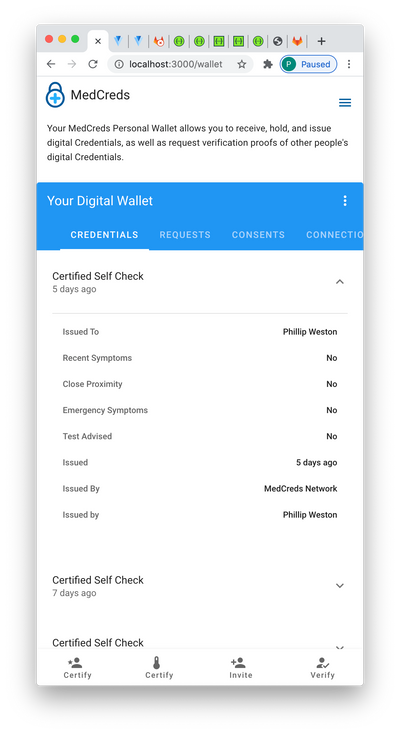 localhost:3000/wallet
P Paused
MedCreds
Your MedCreds Personal Wallet allows you to receive, hold, and issue
digital Credentials, as well as request verification proofs of other people's
digital Credentials.
Your Digital Wallet
CREDENTIALS REQUESTS CONSENTS CONNECTIO
Certified Self Check
5 days ago
Issued To Phillip Weston
Recent Symptoms No
Close Proximity No
Emergency Symptoms No
Test Advised No
Issued 5 days ago
Issued By MedCreds Network
Issued by Phillip Weston
Certified Self Check
7 days ago
Certified Self Check
Certify Certify Invite Verify